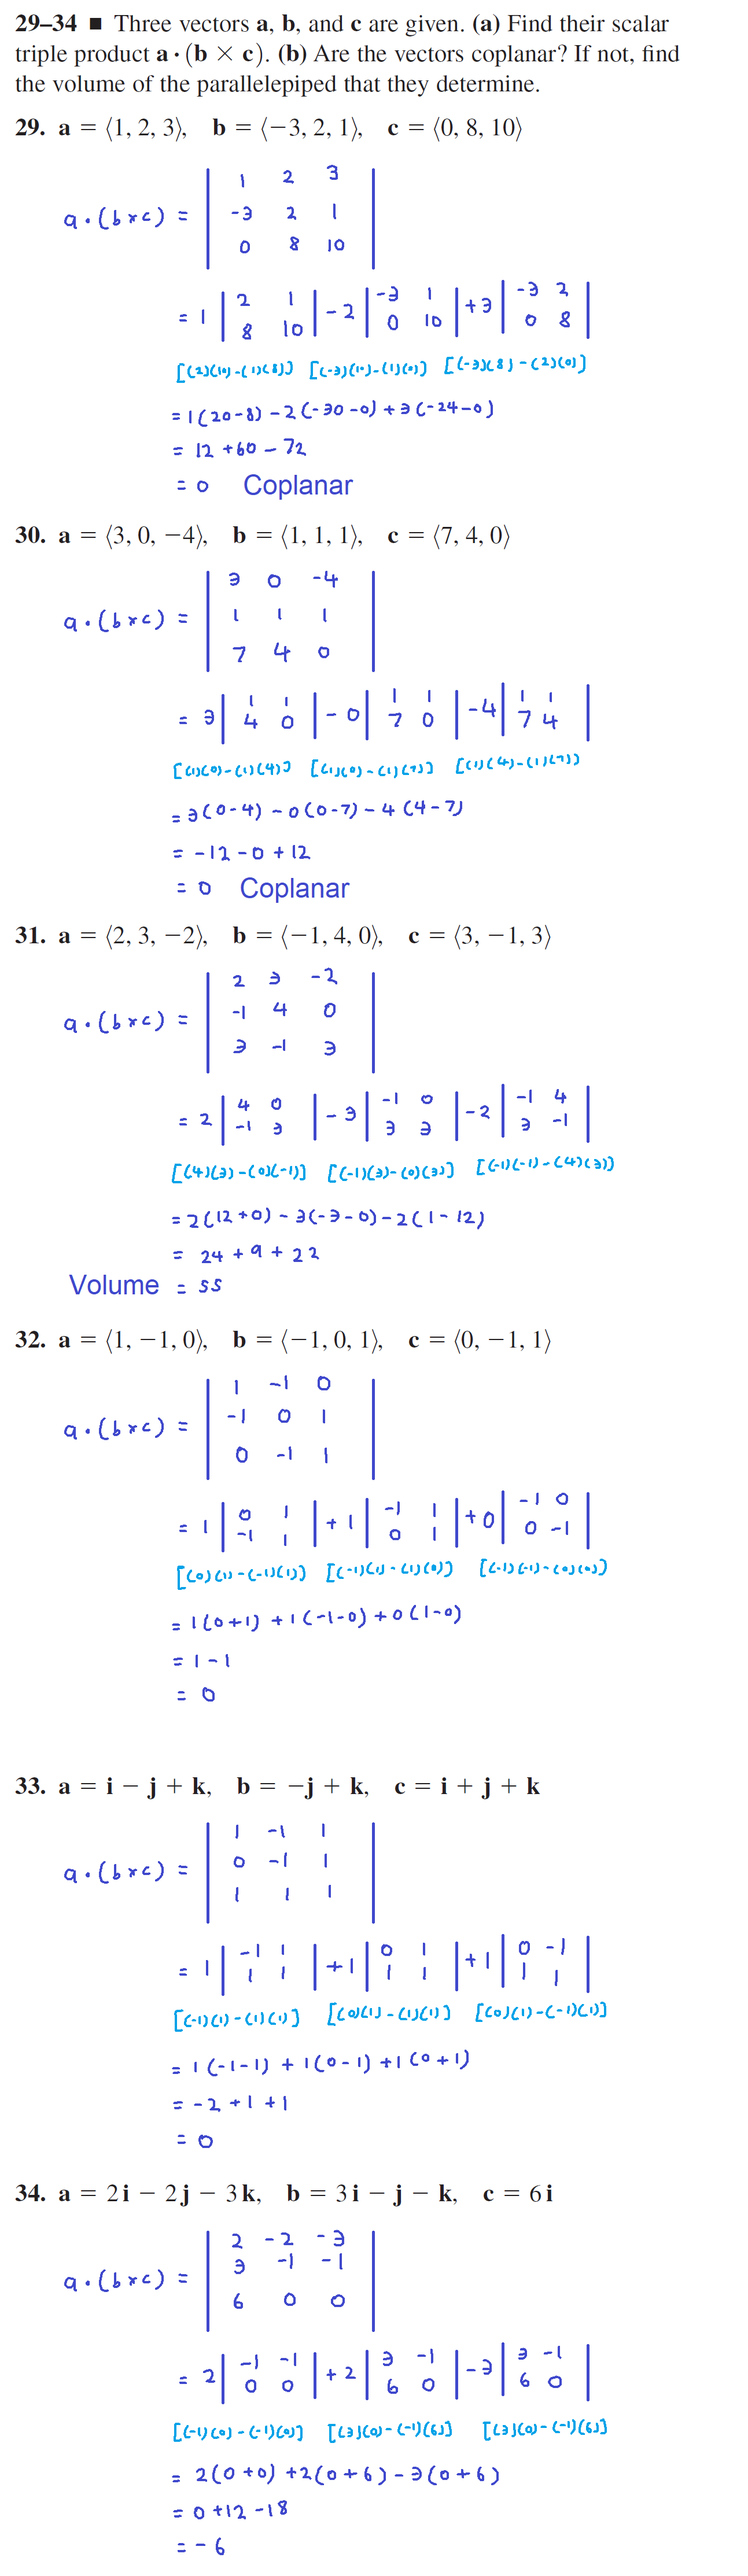 29–34 ■ Three vectors a, b, and c are given. (a) Find their scalar
triple product a · (b × c). (b) Are the vectors coplanar? If not, find
the volume of the parallelepiped that they determine.
29. a = ⟨1, 2, 3⟩, b = ⟨−3, 2, 1⟩, c = ⟨0, 8, 10⟩
1 2 3
a · (b × c) = | -3 2 1 |
0 8 10
= 1 | 2 1 | - 2 | -3 1 | + 3 | -3 2 |
8 10 0 10 0 8
[(2)(10)-(1)(8)] [(-3)(10)-(1)(0)] [(-3)(8)-(2)(0)]
= 1(20-8) - 2(-30-0) + 3(-24-0)
= 12 + 60 - 72
= 0 Coplanar
30. a = ⟨3, 0, −4⟩, b = ⟨1, 1, 1⟩, c = ⟨7, 4, 0⟩
3 0 -4
a · (b × c) = | 1 1 1 |
7 4 0
= 3 | 1 1 | - 0 | 1 1 | - 4 | 1 1 |
4 0 7 0 7 4
[(1)(0)-(1)(4)] [(1)(0)-(1)(7)] [(1)(4)-(1)(7)]
= 3(0-4) - 0(0-7) - 4(4-7)
= -12 - 0 + 12
= 0 Coplanar
31. a = ⟨2, 3, −2⟩, b = ⟨−1, 4, 0⟩, c = ⟨3, −1, 3⟩
2 3 -2
a · (b × c) = | -1 4 0 |
3 -1 3
= 2 | 4 0 | - 3 | -1 0 | - 2 | -1 4 |
-1 3 3 3 3 -1
[(4)(3)-(0)(-1)] [(-1)(3)-(0)(3)] [(-1)(-1)-(4)(3)]
= 2(12+0) - 3(-3-0) - 2(1-12)
= 24 + 9 + 22
Volume = 55
32. a = ⟨1, −1, 0⟩, b = ⟨−1, 0, 1⟩, c = ⟨0, −1, 1⟩
1 -1 0
a · (b × c) = | -1 0 1 |
0 -1 1
= 1 | 0 1 | + 1 | -1 1 | + 0 | -1 0 |
-1 1 0 1 0 -1
[(0)(1)-(-1)(1)] [(-1)(1)-(1)(0)] [(-1)(-1)-(0)(0)]
= 1(0+1) + 1(-1-0) + 0(1-0)
= 1 - 1
= 0
33. a = i − j + k, b = −j + k, c = i + j + k
1 -1 1
a · (b × c) = | 0 -1 1 |
1 1 1
= 1 | -1 1 | + 1 | 0 1 | + 1 | 0 -1 |
1 1 1 1 1 1
[(-1)(1)-(1)(1)] [(0)(1)-(1)(1)] [(0)(1)-(-1)(1)]
= 1(-1-1) + 1(0-1) + 1(0+1)
= -2 + 1 + 1
= 0
34. a = 2i − 2j − 3k, b = 3i − j − k, c = 6i
2 -2 -3
a · (b × c) = | 3 -1 -1 |
6 0 0
= 2 | -1 -1 | + 2 | 3 -1 | - 3 | 3 -1 |
0 0 6 0 6 0
[(-1)(0)-(-1)(0)] [(3)(0)-(-1)(6)] [(3)(0)-(-1)(6)]
= 2(0+0) + 2(0+6) - 3(0+6)
= 0 + 12 - 18
= - 6